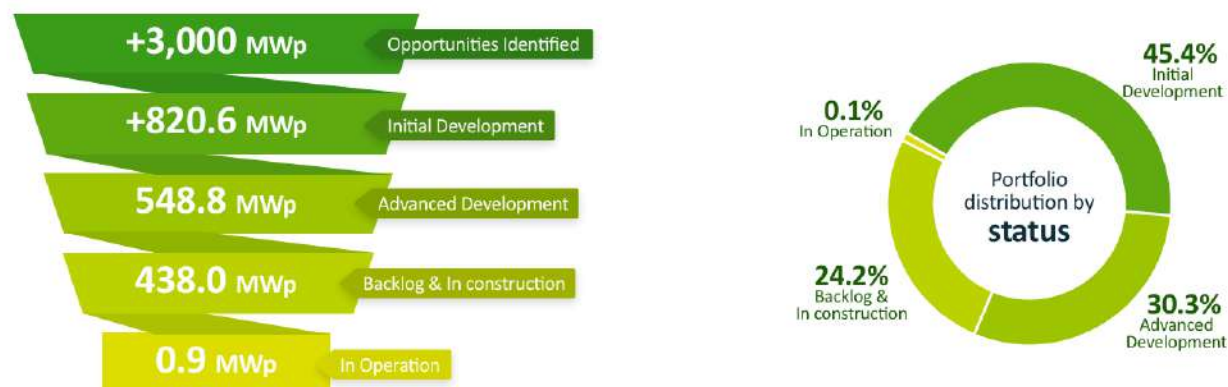 +3,000 MWp
Opportunities Identified
+820.6 MWp
Initial Development
548.8 MWp
Advanced Development
438.0 MWp
Backlog & In construction
0.9 MWp
In Operation
45.4%
Initial
Development
0.1%
In Operation
Portfolio
distribution by
status
24.2%
Backlog &
In construction
30.3%
Advanced
Development